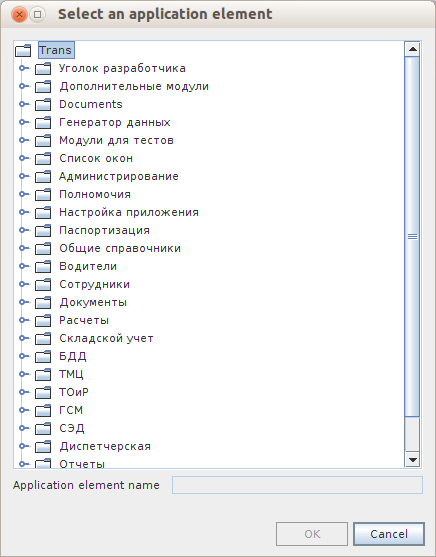 Select an application element
Trans
Уголок разработчика
Дополнительные модули
Documents
Генератор данных
Модули для тестов
Список окон
Администрирование
Полномочия
Настройка приложения
Паспортизация
Общие справочники
Водители
Сотрудники
Документы
Расчеты
Складской учет
БДД
ТМЦ
ТОиР
ГСМ
СЭД
Диспетчерская
Отчеты
Application element name
OK
Cancel